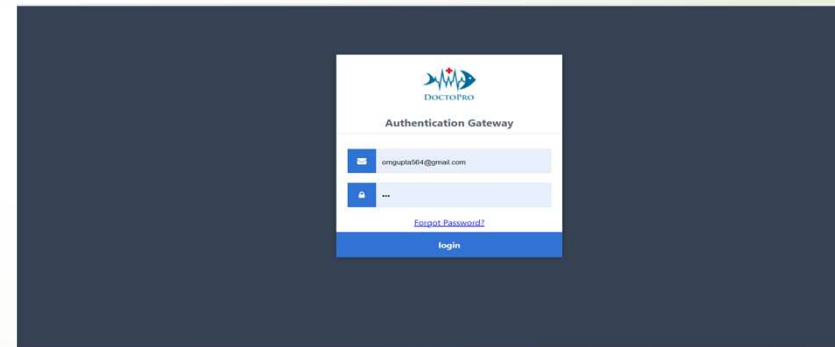 DOCTOPRO
Authentication Gateway
omgupta564@gmail.com
•••
Forgot Password?
login